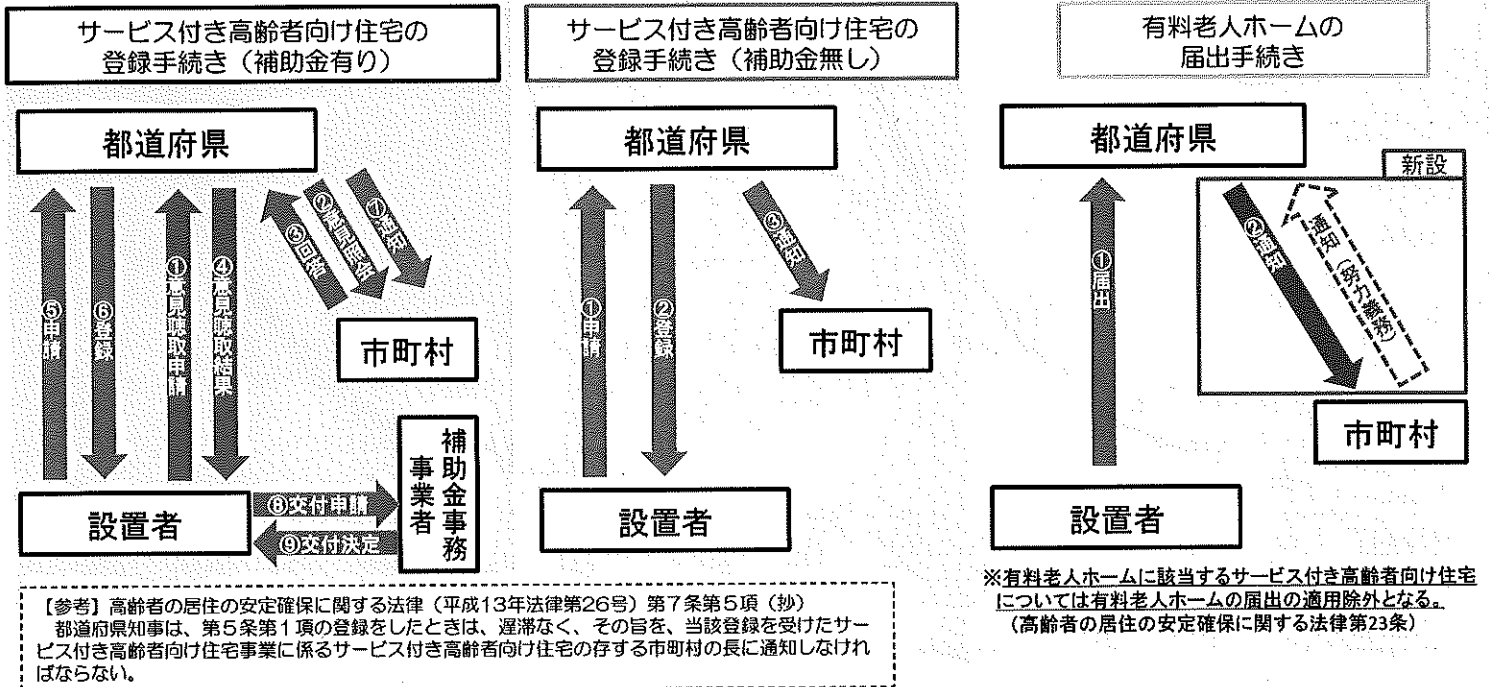 サービス付き高齢者向け住宅の
登録手続き（補助金有り）
都道府県
⑤申請
⑥登録
①意見聴取申請
④意見聴取結果
③回答
②意見照会
⑦通知
市町村
設置者
⑧交付申請
⑨交付決定
補助金事務
事業者
サービス付き高齢者向け住宅の
登録手続き（補助金無し）
都道府県
①申請
②登録
③通知
市町村
設置者
有料老人ホームの
届出手続き
都道府県
新設
①届出
②通知
通知（努力義務）
市町村
設置者
【参考】高齢者の居住の安定確保に関する法律（平成13年法律第26号）第7条第5項（抄）
都道府県知事は、第5条第1項の登録をしたときは、遅滞なく、その旨を、当該登録を受けたサー
ビス付き高齢者向け住宅事業に係るサービス付き高齢者向け住宅の存する市町村の長に通知しなけれ
ばならない。
※有料老人ホームに該当するサービス付き高齢者向け住宅
については有料老人ホームの届出の適用除外となる。
（高齢者の居住の安定確保に関する法律第23条）